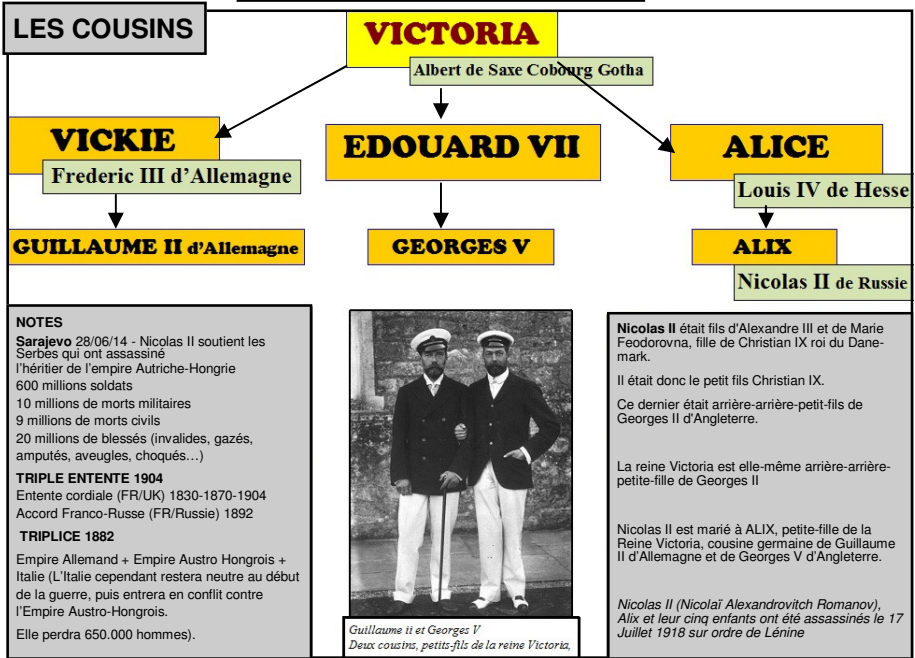 LES COUSINS
VICTORIA
Albert de Saxe Cobourg Gotha
VICKIE
Frederic III d'Allemagne
EDOUARD VII
ALICE
Louis IV de Hesse
GUILLAUME II d'Allemagne
GEORGES V
ALIX
Nicolas II de Russie
NOTES
Sarajevo 28/06/14 - Nicolas II soutient les
Serbes qui ont assassiné
l'héritier de l'empire Autriche-Hongrie
600 millions soldats
10 millions de morts militaires
9 millions de morts civils
20 millions de blessés (invalides, gazés,
amputés, aveugles, choqués…)
TRIPLE ENTENTE 1904
Entente cordiale (FR/UK) 1830-1870-1904
Accord Franco-Russe (FR/Russie) 1892
TRIPLICE 1882
Empire Allemand + Empire Austro Hongrois +
Italie (L'Italie cependant restera neutre au début
de la guerre, puis entrera en conflit contre
l'Empire Austro-Hongrois.
Elle perdra 650.000 hommes).
Guillaume ii et Georges V
Deux cousins, petits-fils de la reine Victoria,
Nicolas II était fils d'Alexandre III et de Marie
Feodorovna, fille de Christian IX roi du Dane-
mark.
Il était donc le petit fils Christian IX.
Ce dernier était arrière-arrière-petit-fils de
Georges II d'Angleterre.
La reine Victoria est elle-même arrière-arrière-
petite-fille de Georges II
Nicolas II est marié à ALIX, petite-fille de la
Reine Victoria, cousine germaine de Guillaume
II d'Allemagne et de Georges V d'Angleterre.
Nicolas II (Nicolaï Alexandrovitch Romanov),
Alix et leur cinq enfants ont été assassinés le 17
Juillet 1918 sur ordre de Lénine